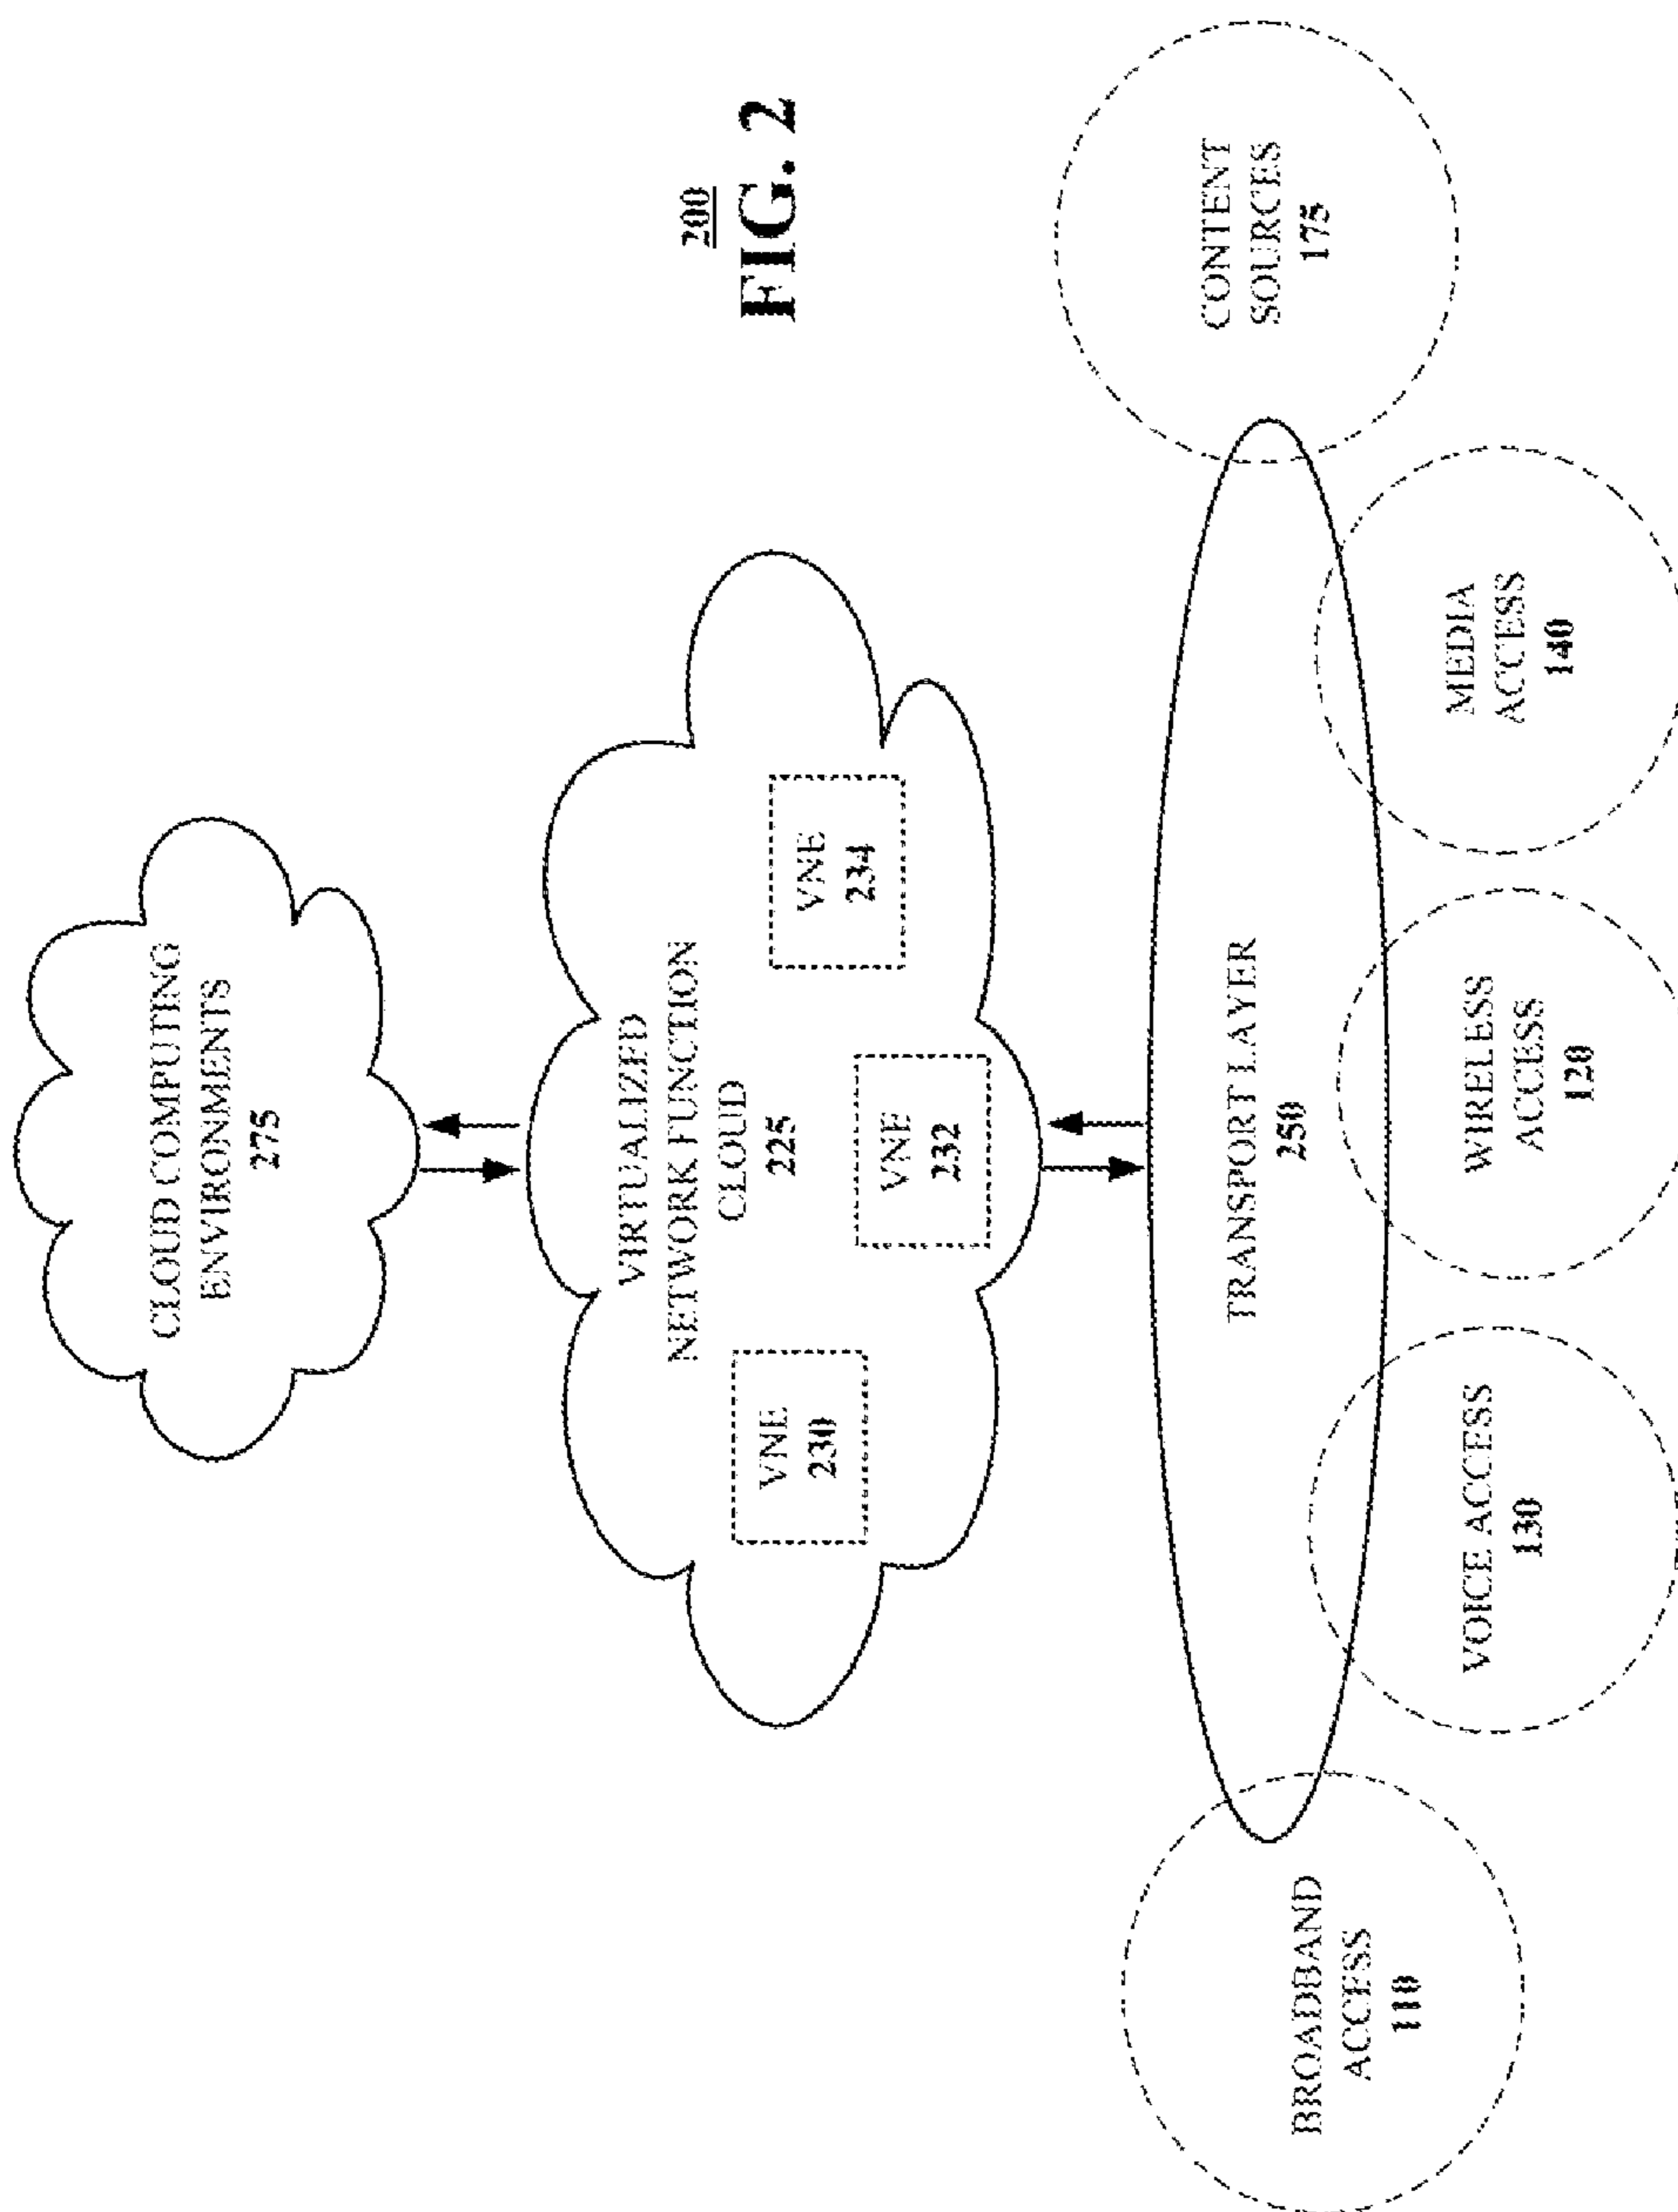 CLOUD COMPUTING
ENVIRONMENTS
275
VIRTUALIZED
NETWORK FUNCTION
CLOUD
225
VNE
230
VNE
232
VNE
234
200
FIG. 2
TRANSPORT LAYER
250
BROADBAND
ACCESS
110
VOICE ACCESS
130
WIRELESS
ACCESS
120
MEDIA
ACCESS
140
CONTENT
SOURCES
175